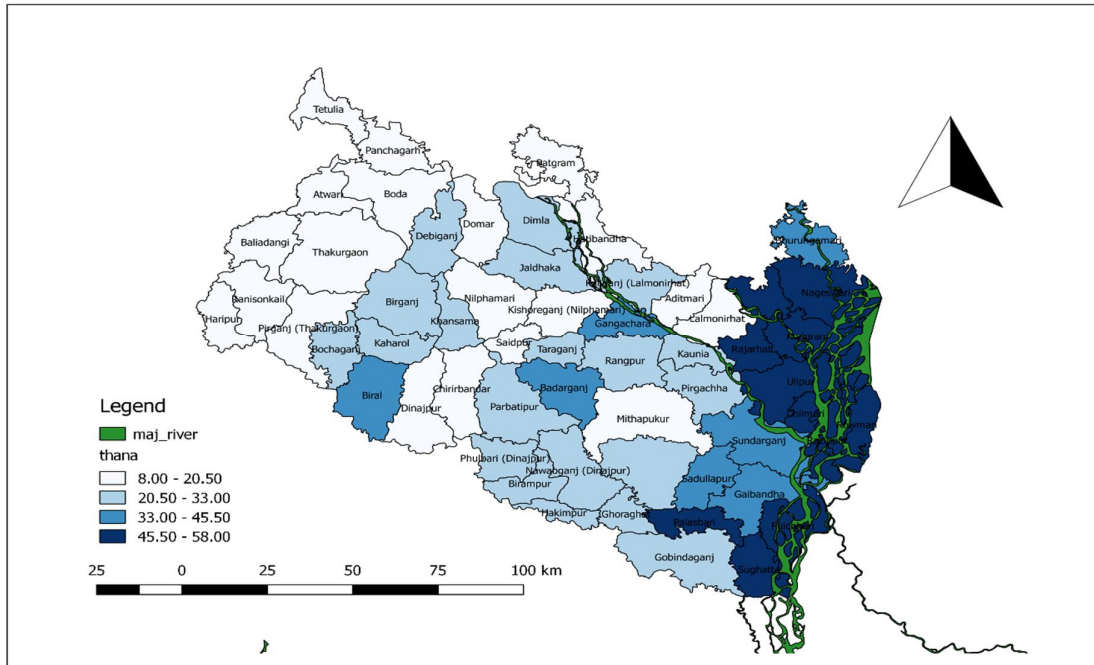 Tetulia
Panchagarh
Patgram
Atwari
Boda
Dimla
Domar
Debiganj
Hatibandha
Bhurungamari
Baliadangi
Thakurgaon
Jaldhaka
Kaliganj (Lalmonirhat)
Aditmari
Nageswari
Ranisonkail
Haripur
Birganj
Nilphamari
Kishoreganj (Nilphamari)
Lalmonirhat
Pirganj (Thakurgaon)
Khansama
Gangachara
Saidpur
Kaharol
Bochaganj
Taraganj
Rangpur
Kaunia
Rajarhat
Ulipur
Biral
Chirirbandar
Badarganj
Pirgachha
Dinajpur
Parbatipur
Mithapukur
Chilmari
Rowmari
Sundarganj
Phulbari (Dinajpur)
Nawabganj (Dinajpur)
Birampur
Sadullapur
Gaibandha
Hakimpur
Ghoraghat
Palasbari
Gobindaganj
Sughatta
Legend
maj_river
thana
8.00 - 20.50
20.50 - 33.00
33.00 - 45.50
45.50 - 58.00
25 0 25 50 75 100 km